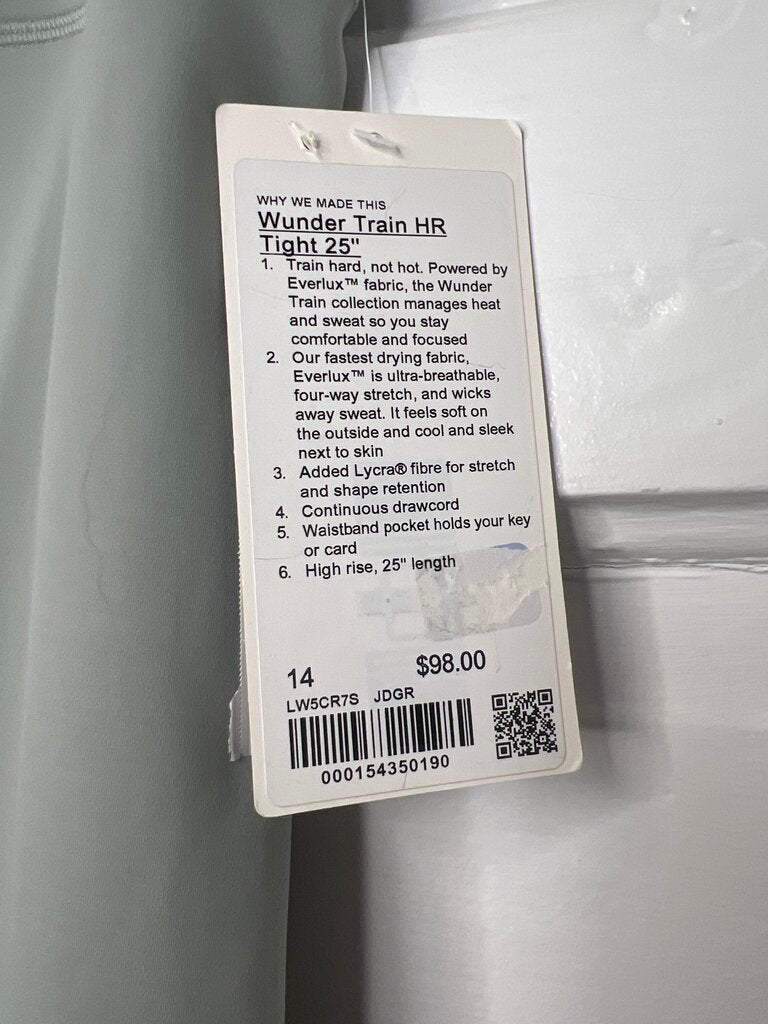 WHY WE MADE THIS
Wunder Train HR
Tight 25"
1. Train hard, not hot. Powered by
Everlux™ fabric, the Wunder
Train collection manages heat
and sweat so you stay
comfortable and focused
2. Our fastest drying fabric,
Everlux™ is ultra-breathable,
four-way stretch, and wicks
away sweat. It feels soft on
the outside and cool and sleek
next to skin
3. Added Lycra® fibre for stretch
and shape retention
4. Continuous drawcord
5. Waistband pocket holds your key
or card
6. High rise, 25" length
14 $98.00
LW5CR7S JDGR
000154350190